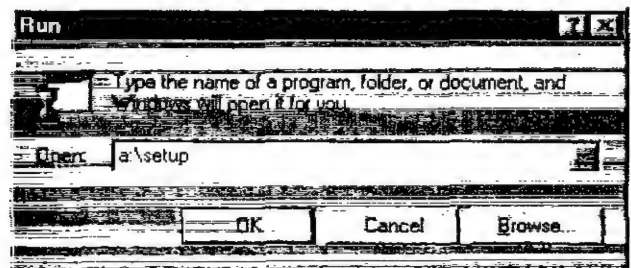 Run ? X
Type the name of a program, folder, or document, and
Windows will open it for you.
Open: a:\setup
OK Cancel Browse...